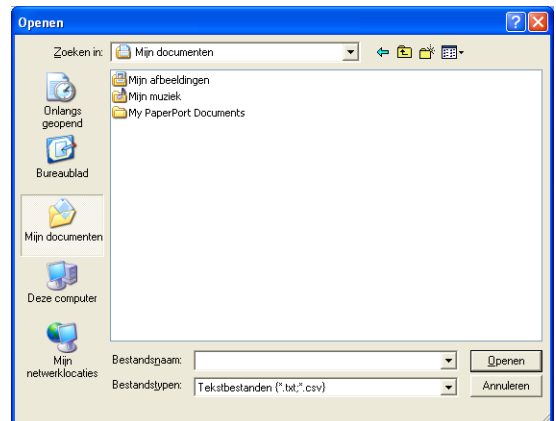 Openen
Zoeken in: Mijn documenten
Mijn afbeeldingen
Mijn muziek
My PaperPort Documents
Onlangs
geopend
Bureaublad
Mijn documenten
Deze computer
Mijn
netwerklocaties
Bestandsnaam:
Openen
Bestandstypen: Tekstbestanden {*.txt;*.csv}
Annuleren